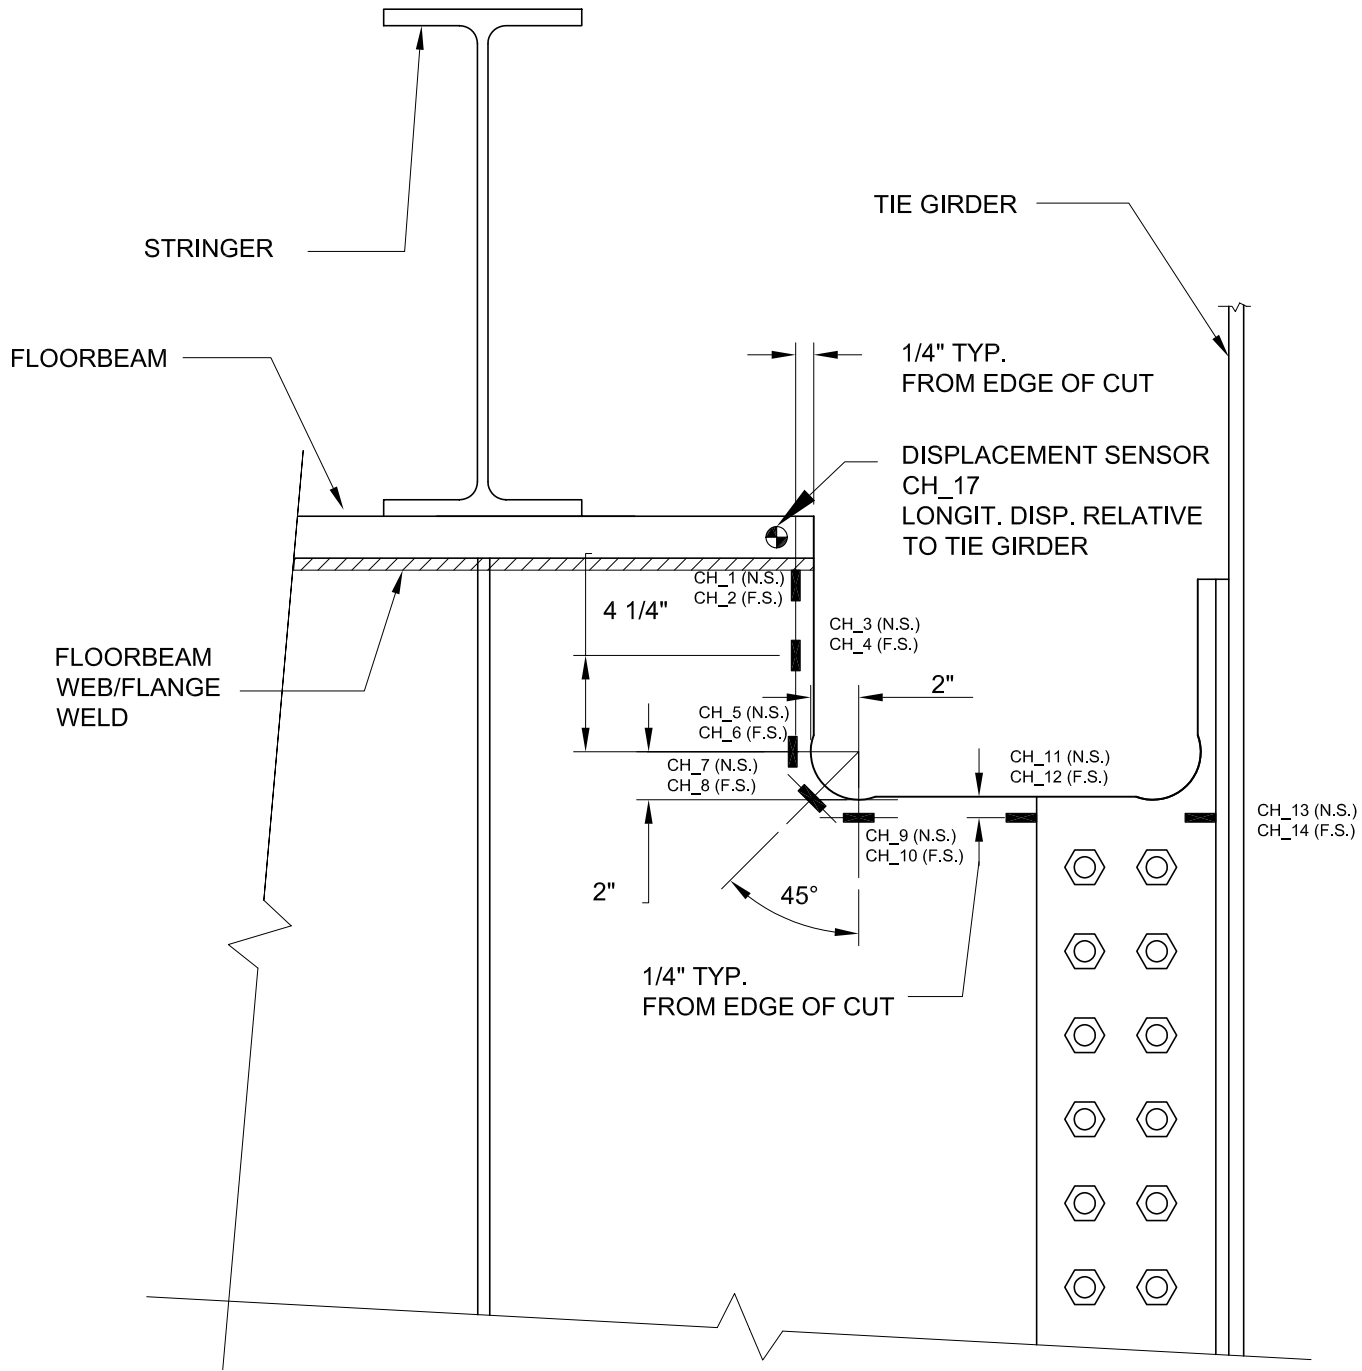 TIE GIRDER
STRINGER
FLOORBEAM
1/4" TYP.
FROM EDGE OF CUT
DISPLACEMENT SENSOR
CH_17
LONGIT. DISP. RELATIVE
TO TIE GIRDER
CH_1 (N.S.)
CH_2 (F.S.)
4 1/4"
CH_3 (N.S.)
CH_4 (F.S.)
FLOORBEAM
WEB/FLANGE
WELD
2"
CH_5 (N.S.)
CH_6 (F.S.)
CH_7 (N.S.)
CH_8 (F.S.)
CH_11 (N.S.)
CH_12 (F.S.)
CH_13 (N.S.)
CH_14 (F.S.)
CH_9 (N.S.)
CH_10 (F.S.)
2"
45°
1/4" TYP.
FROM EDGE OF CUT